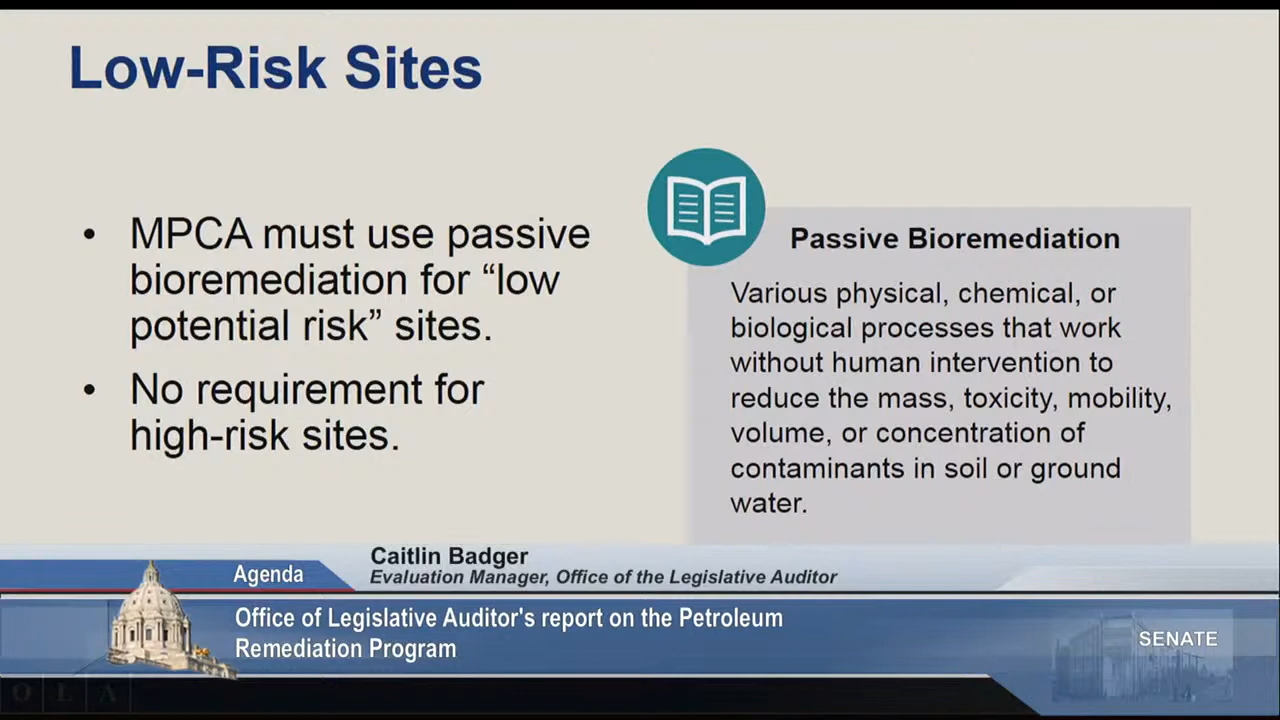 Low-Risk Sites
• MPCA must use passive
bioremediation for “low
potential risk” sites.
• No requirement for
high-risk sites.
Passive Bioremediation
Various physical, chemical, or
biological processes that work
without human intervention to
reduce the mass, toxicity, mobility,
volume, or concentration of
contaminants in soil or ground
water.
Caitlin Badger
Evaluation Manager, Office of the Legislative Auditor
Agenda
Office of Legislative Auditor's report on the Petroleum
Remediation Program
SENATE
O L A
14